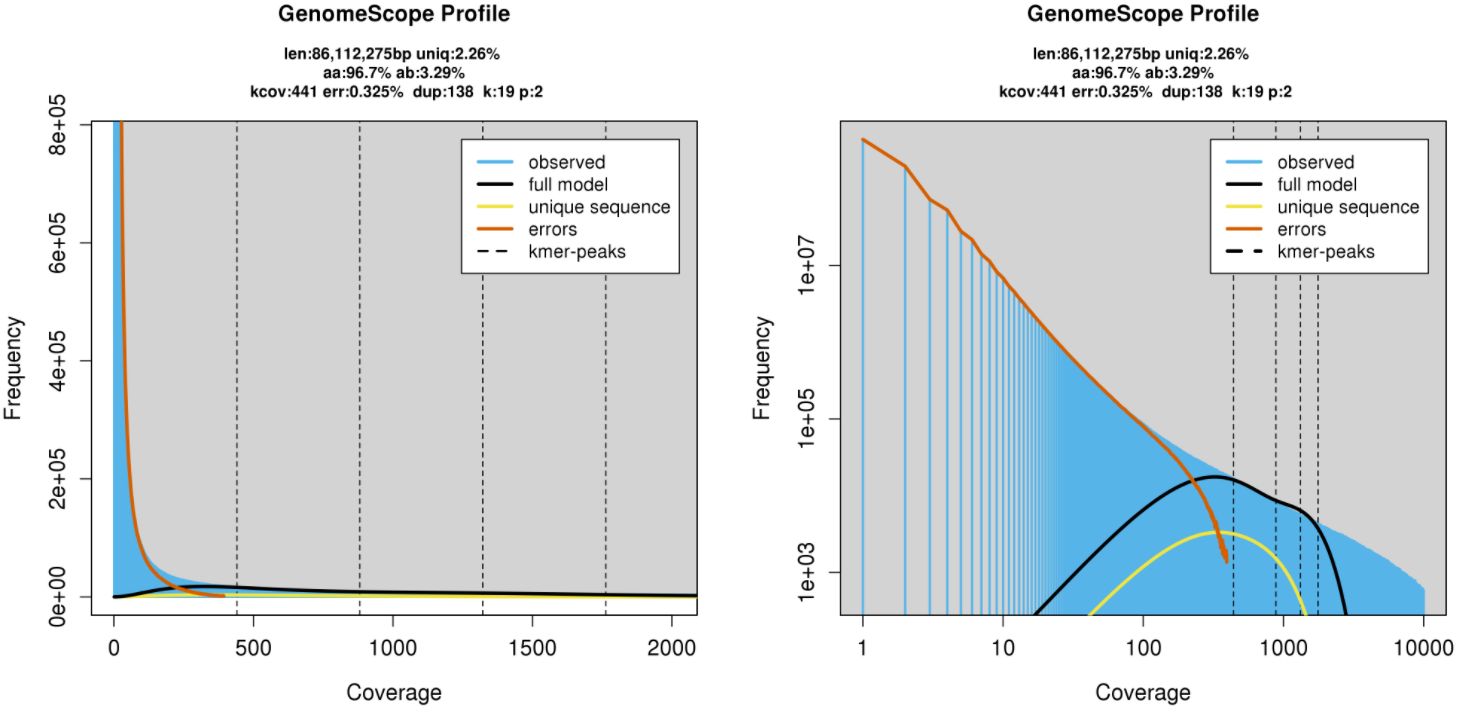 GenomeScope Profile
len:86,112,275bp uniq:2.26%
aa:96.7% ab:3.29%
kcov:441 err:0.325% dup:138 k:19 p:2
observed
full model
unique sequence
errors
kmer-peaks
Frequency
8e+05
6e+05
4e+05
2e+05
0e+00
0 500 1000 1500 2000
Coverage
GenomeScope Profile
len:86,112,275bp uniq:2.26%
aa:96.7% ab:3.29%
kcov:441 err:0.325% dup:138 k:19 p:2
observed
full model
unique sequence
errors
kmer-peaks
Frequency
1e+07
1e+05
1e+03
1 10 100 1000 10000
Coverage